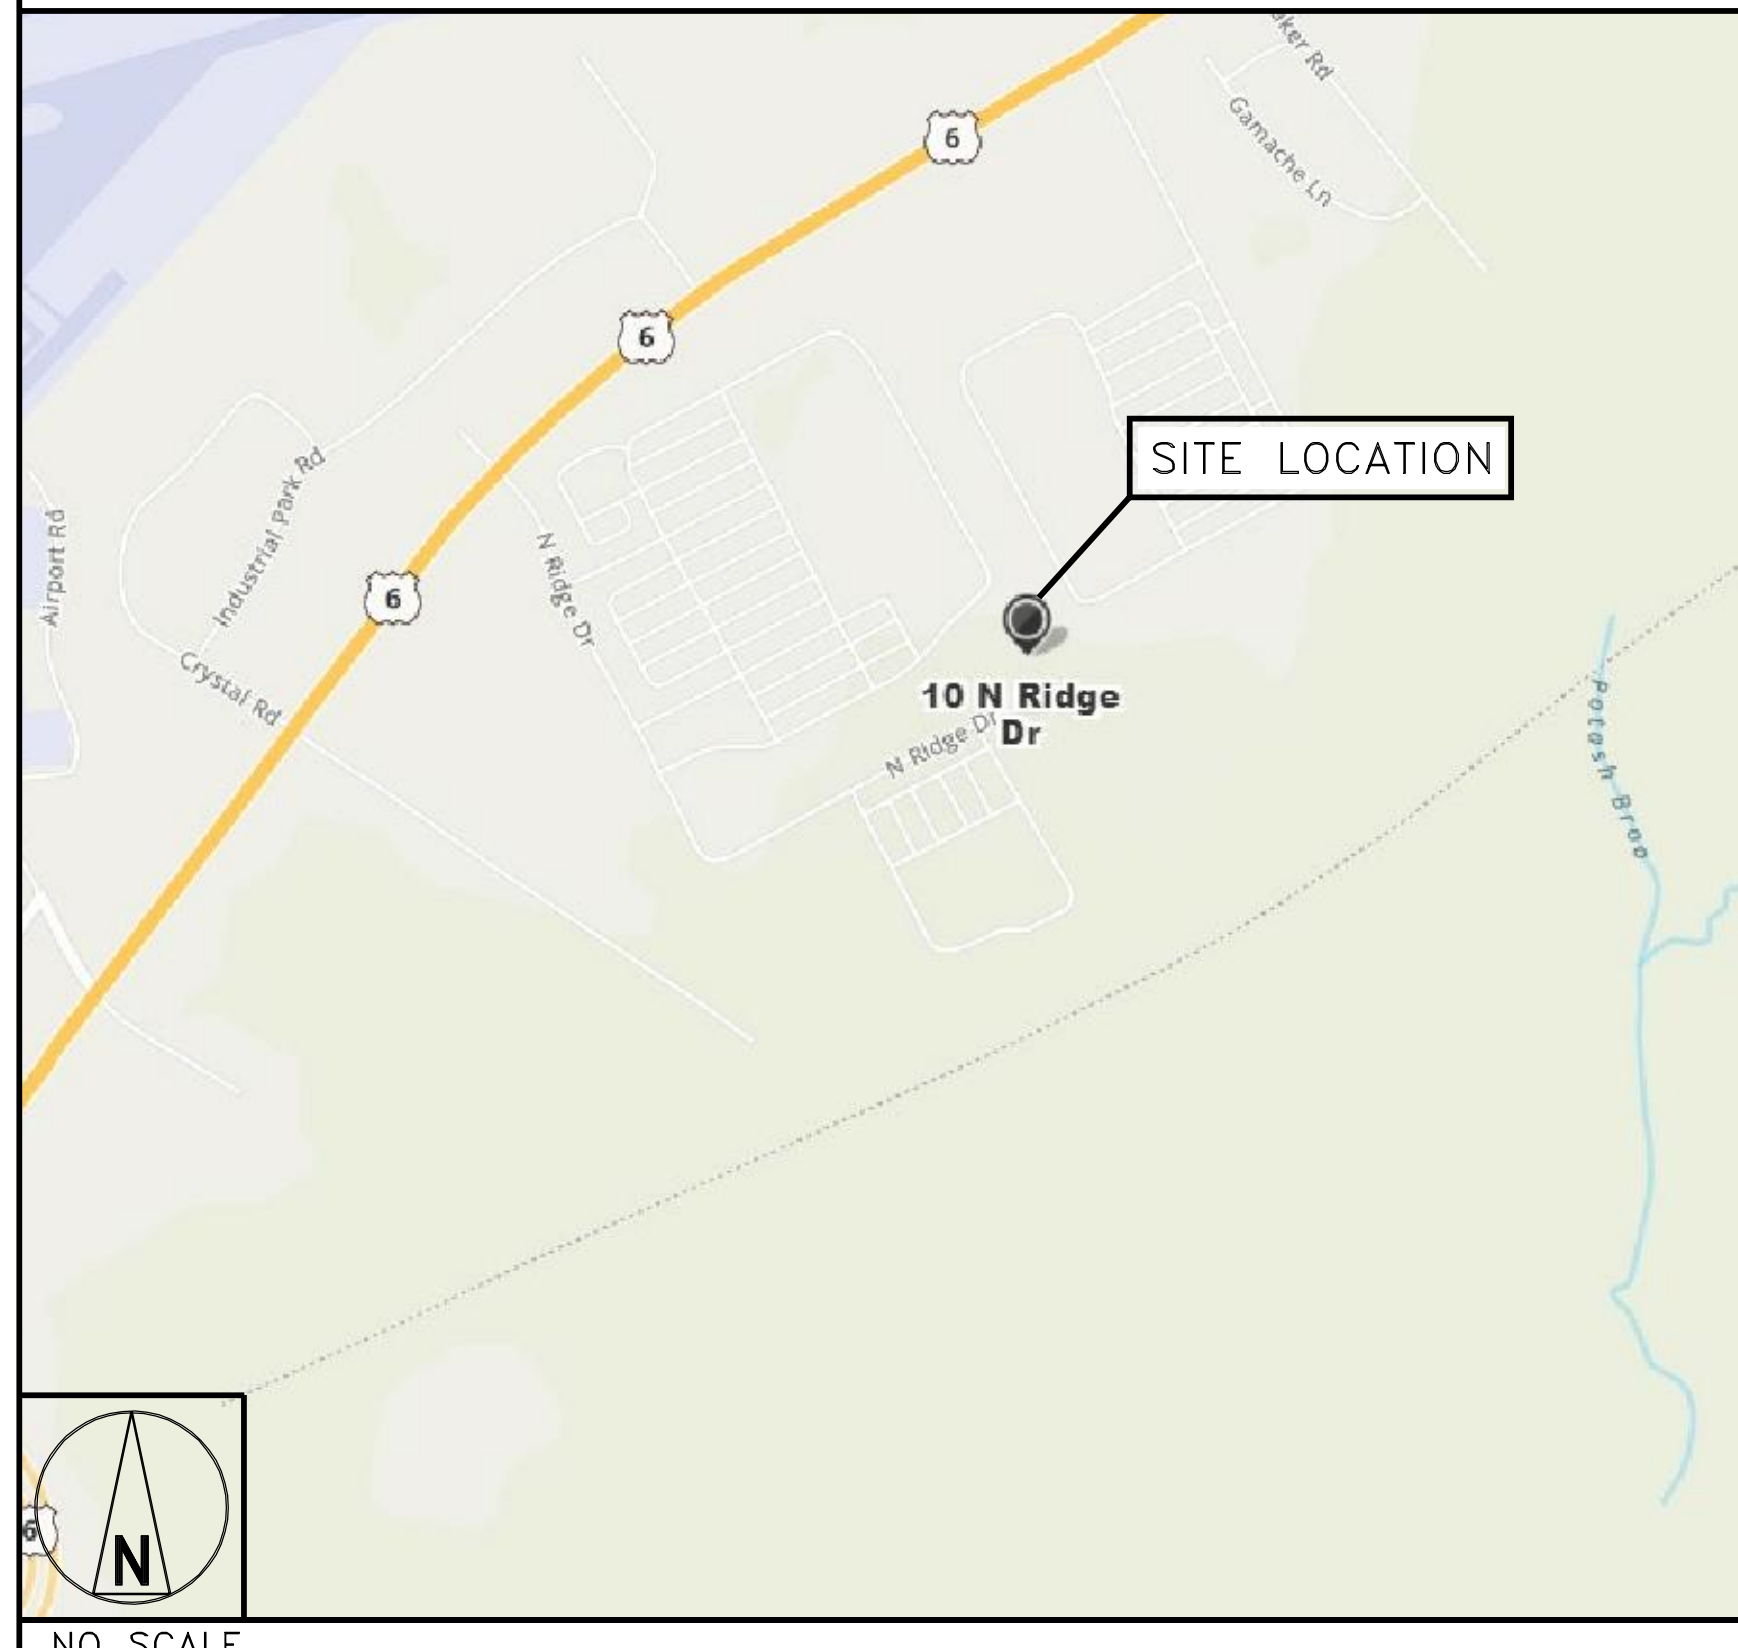 aker Rd
Gamache Ln
6
6
SITE LOCATION
Industrial Park Rd
Airport Rd
N Ridge Dr
6
Crystal Rd
10 N Ridge
Dr
N Ridge Dr
Potash Broo
6
N
NO SCALE